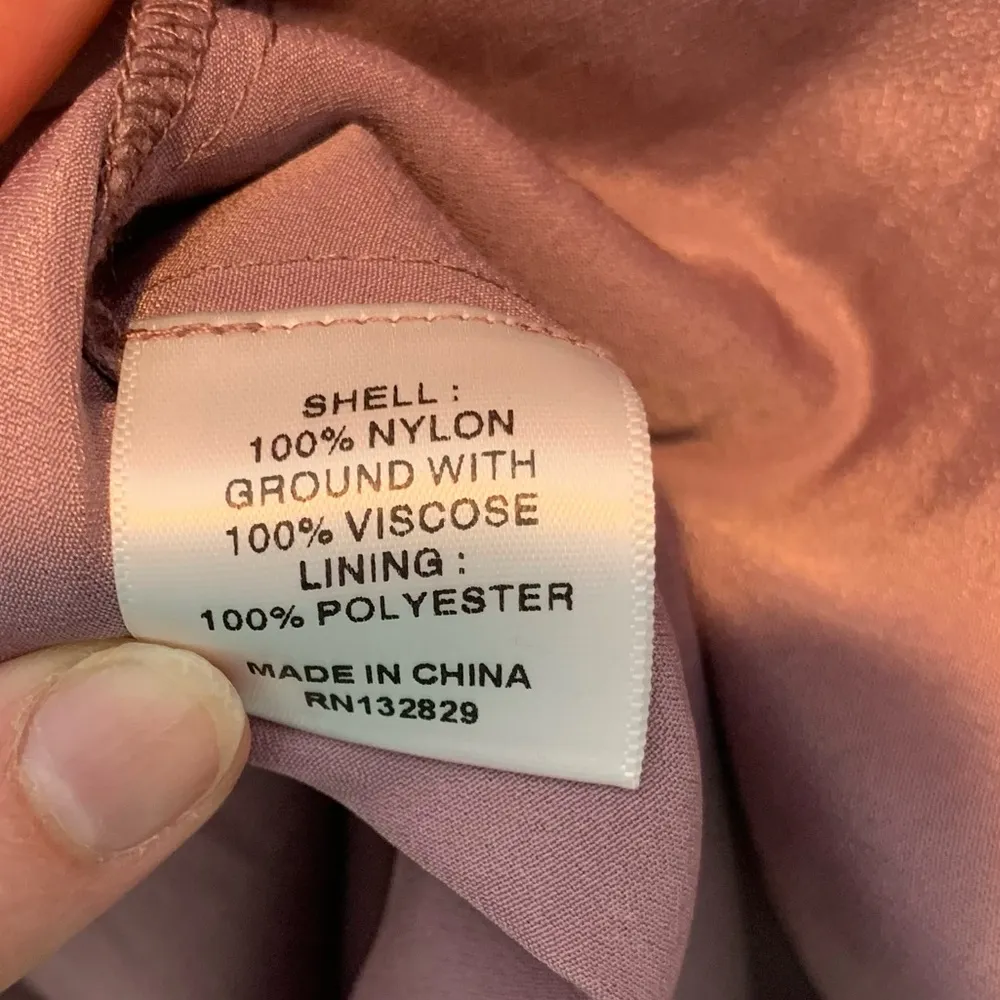 SHELL :
100% NYLON
GROUND WITH
100% VISCOSE
LINING :
100% POLYESTER
MADE IN CHINA
RN132829